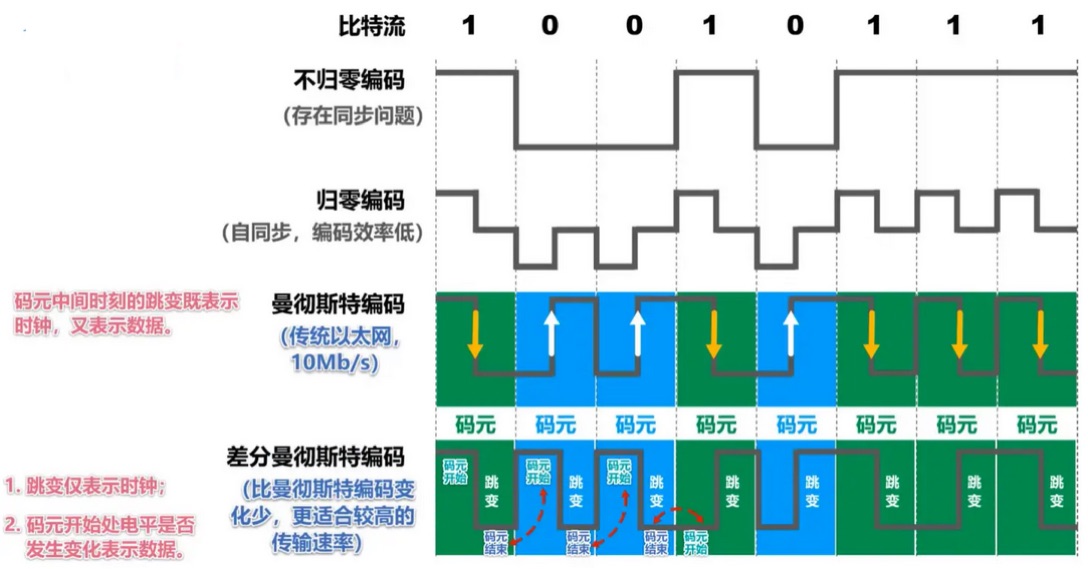 比特流 1 0 0 1 0 1 1 1
不归零编码
(存在同步问题)
归零编码
(自同步，编码效率低)
码元中间时刻的跳变既表示
时钟，又表示数据。
曼彻斯特编码
(传统以太网，
10Mb/s)
码元 码元 码元 码元 码元 码元 码元 码元
差分曼彻斯特编码
(比曼彻斯特编码变
化少，更适合较高的
传输速率)
1. 跳变仅表示时钟；
2. 码元开始处电平是否
发生变化表示数据。
码元 码元 码元
开始 开始 开始
跳 跳 跳 跳 跳 跳 跳 跳
变 变 变 变 变 变 变 变
码元 码元 码元 码元
结束 结束 结束 开始